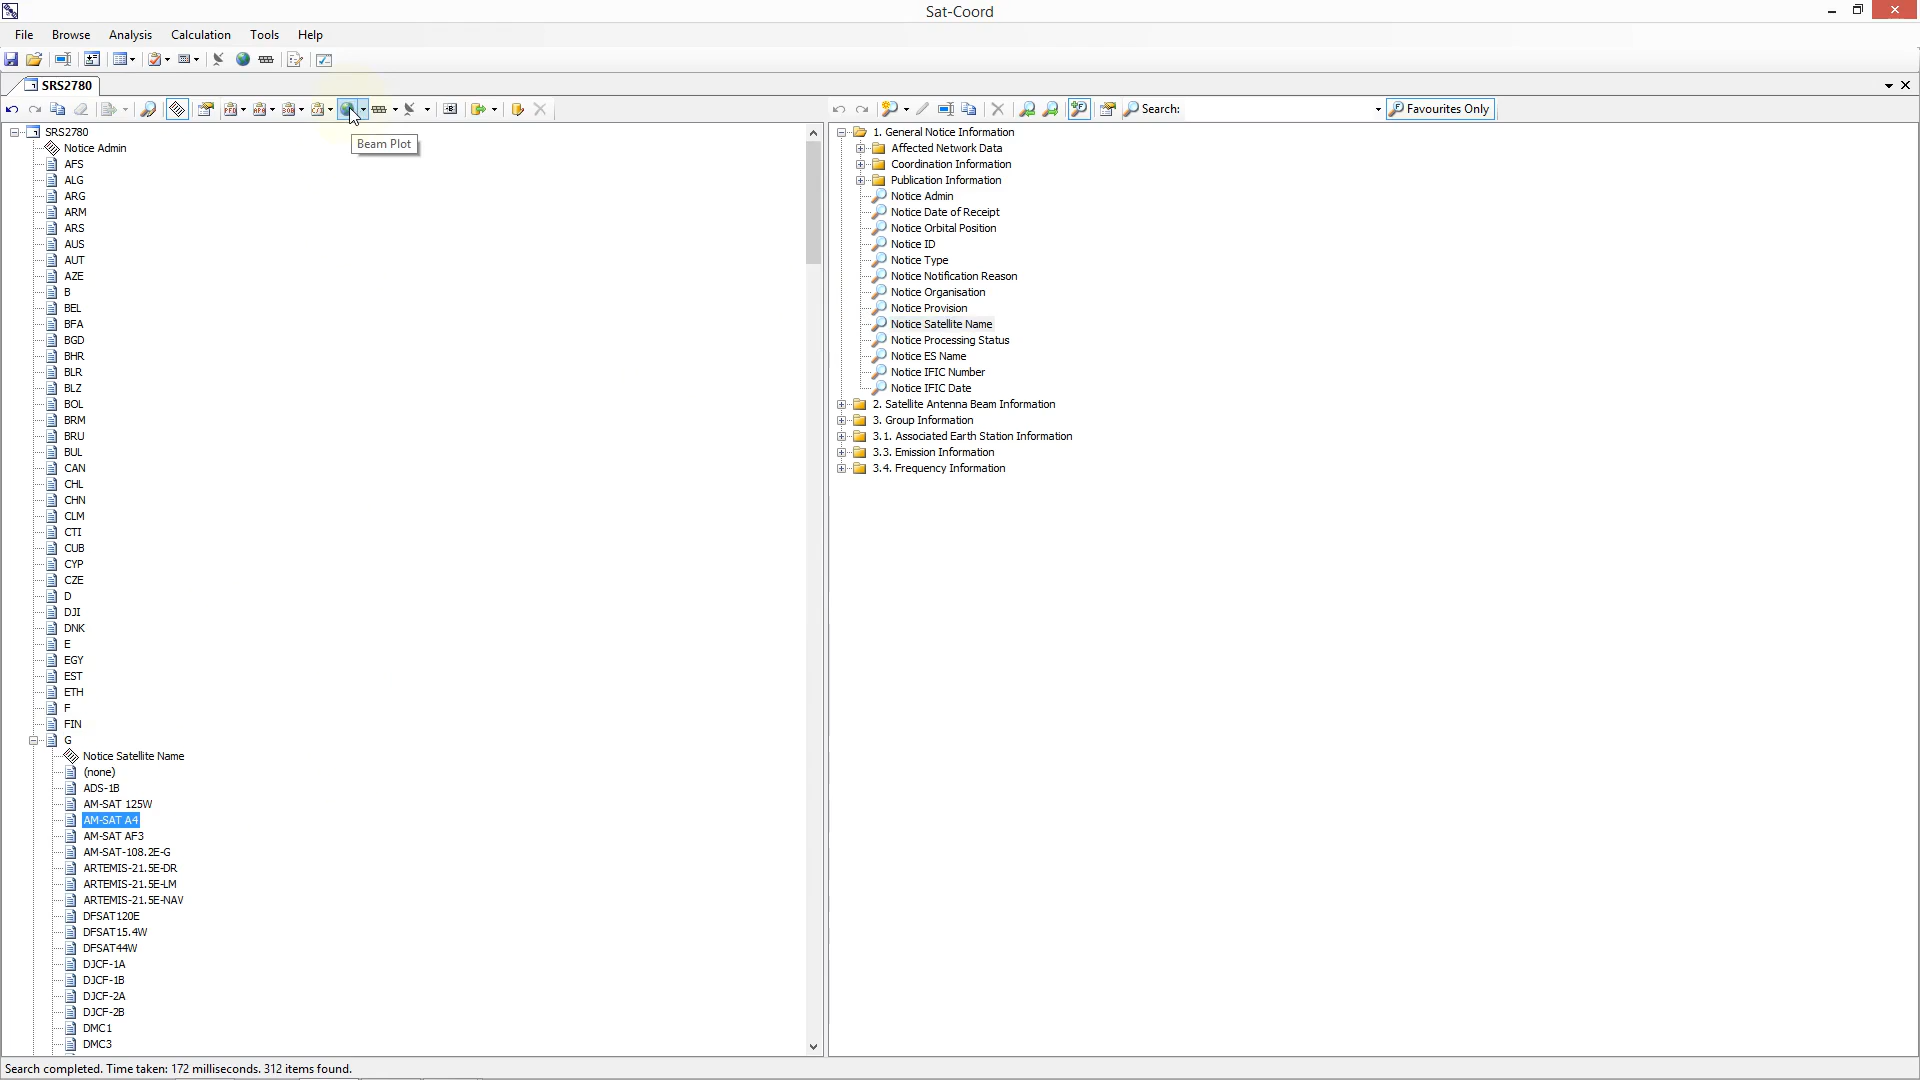 Sat-Coord
File Browse Analysis Calculation Tools Help
SRS2780
Beam Plot
Search:
Favourites Only
SRS2780
Notice Admin
AFS
ALG
ARG
ARM
ARS
AUS
AUT
AZE
B
BEL
BFA
BGD
BHR
BLR
BLZ
BOL
BRM
BRU
BUL
CAN
CHL
CHN
CLM
CTI
CUB
CYP
CZE
D
DJI
DNK
E
EGY
EST
ETH
F
FIN
G
Notice Satellite Name
(none)
ADS-1B
AM-SAT 125W
AM-SAT A4
AM-SAT AF3
AM-SAT-108.2E-G
ARTEMIS-21.5E-DR
ARTEMIS-21.5E-LM
ARTEMIS-21.5E-NAV
DFSAT120E
DFSAT15.4W
DFSAT44W
DJCF-1A
DJCF-1B
DJCF-2A
DJCF-2B
DMC1
DMC3
1. General Notice Information
Affected Network Data
Coordination Information
Publication Information
Notice Admin
Notice Date of Receipt
Notice Orbital Position
Notice ID
Notice Type
Notice Notification Reason
Notice Organisation
Notice Provision
Notice Satellite Name
Notice Processing Status
Notice ES Name
Notice IFIC Number
Notice IFIC Date
2. Satellite Antenna Beam Information
3. Group Information
3.1. Associated Earth Station Information
3.3. Emission Information
3.4. Frequency Information
Search completed. Time taken: 172 milliseconds. 312 items found.